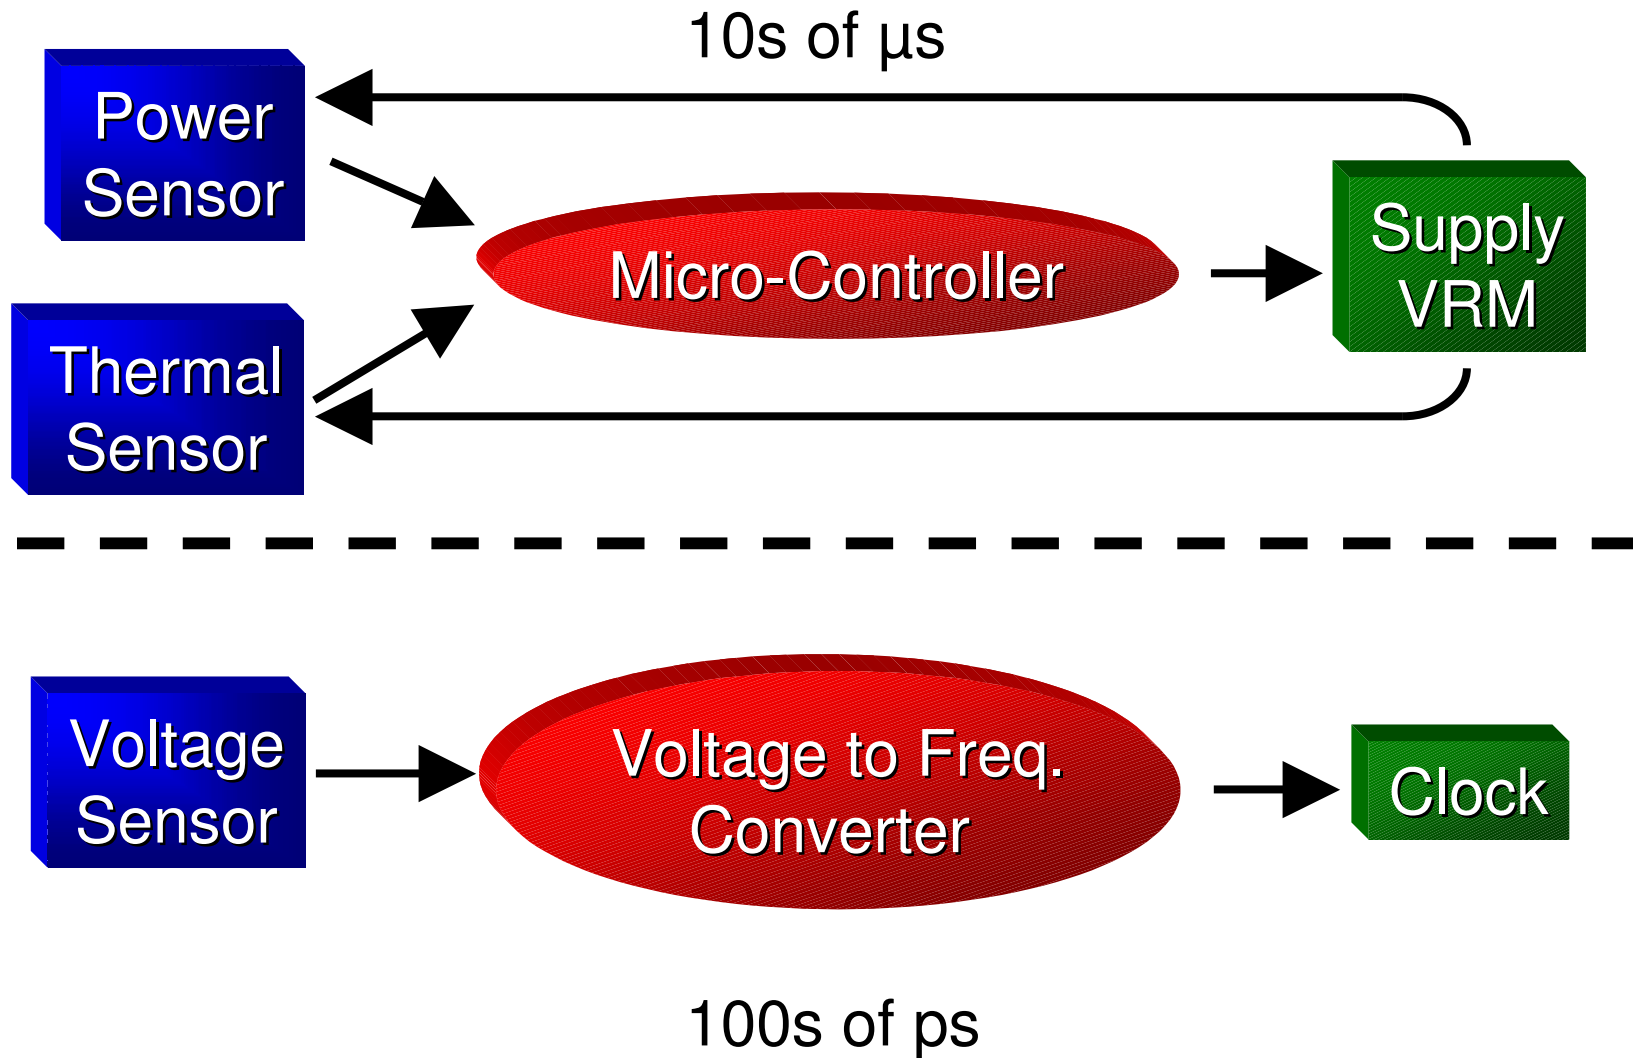 10s of µs
Power
Sensor
Micro-Controller
Supply
VRM
Thermal
Sensor
Voltage
Sensor
Voltage to Freq.
Converter
Clock
100s of ps